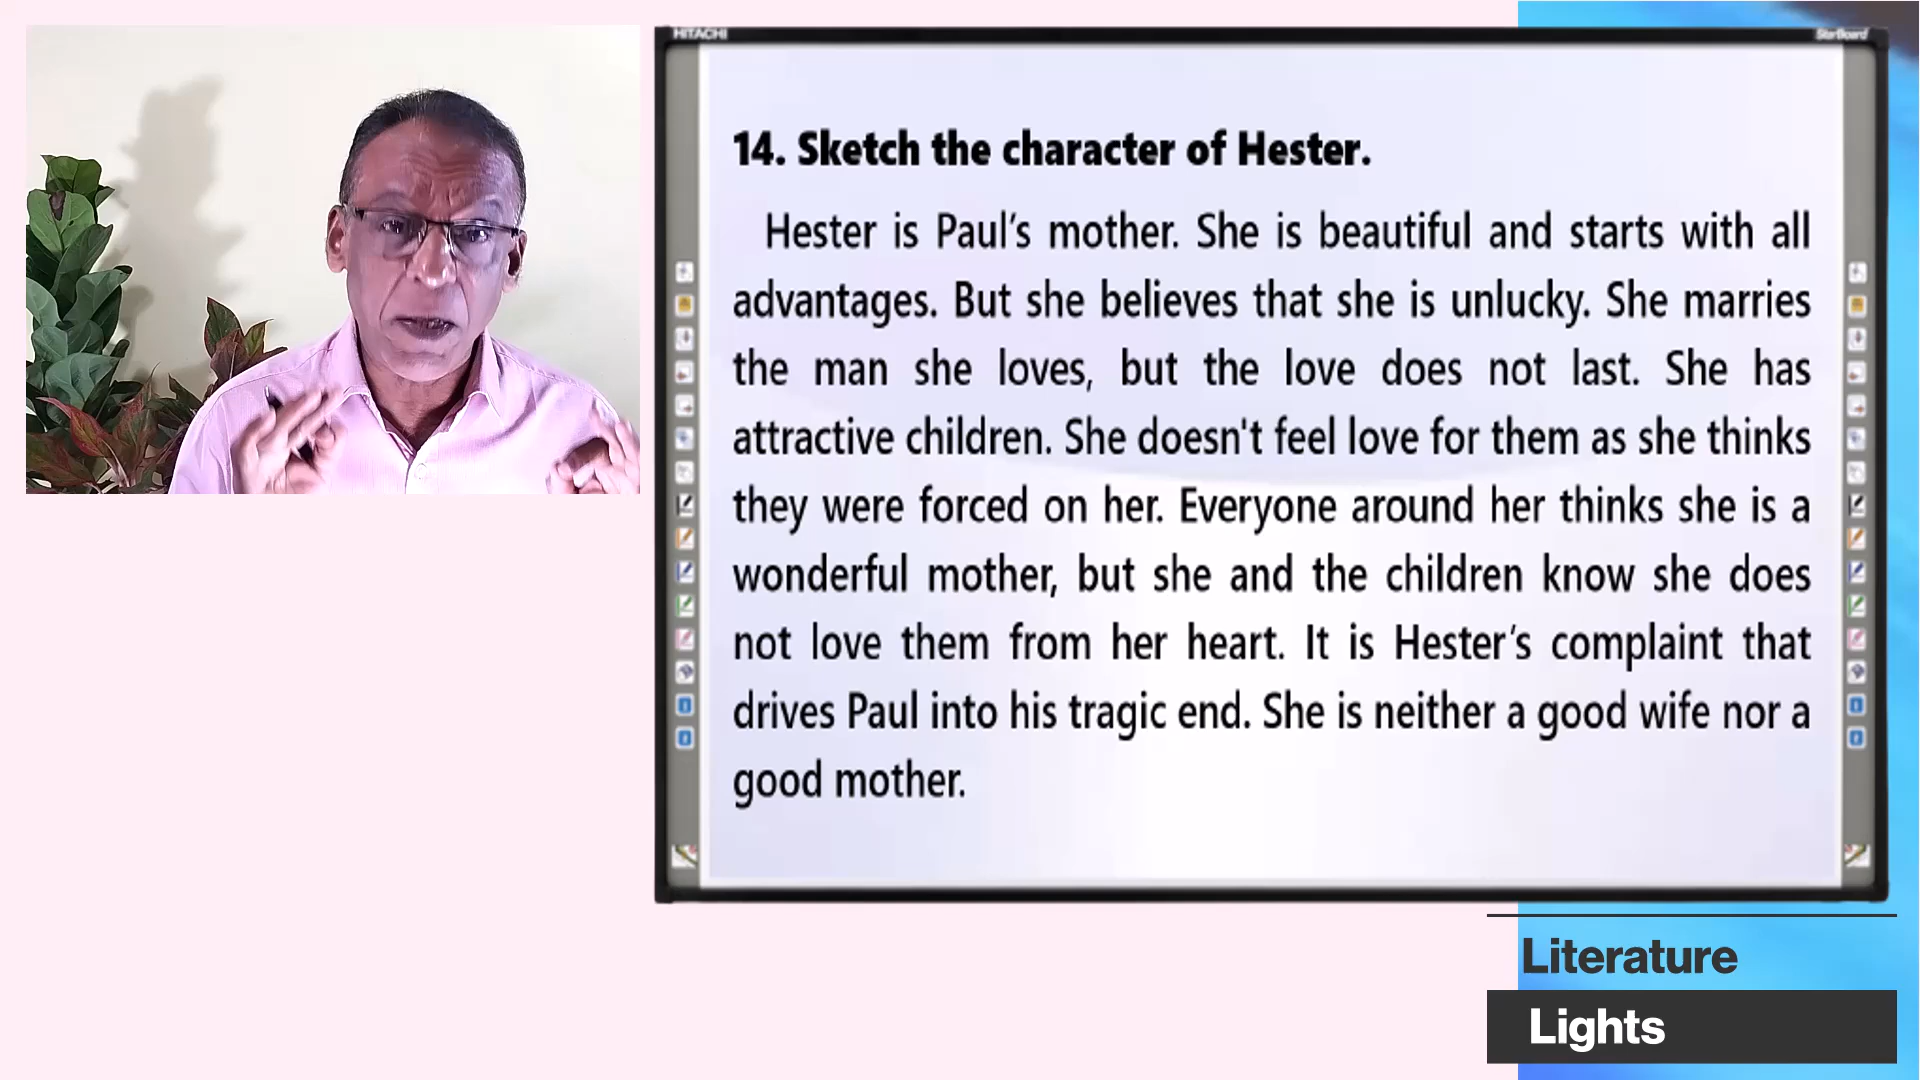 HITACHI
StarBoard
14. Sketch the character of Hester.
Hester is Paul's mother. She is beautiful and starts with all
advantages. But she believes that she is unlucky. She marries
the man she loves, but the love does not last. She has
attractive children. She doesn't feel love for them as she thinks
they were forced on her. Everyone around her thinks she is a
wonderful mother, but she and the children know she does
not love them from her heart. It is Hester's complaint that
drives Paul into his tragic end. She is neither a good wife nor a
good mother.
Literature
Lights